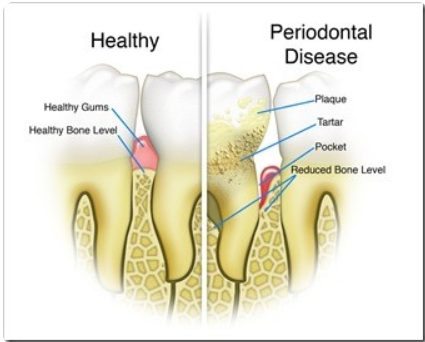 Healthy
Periodontal
Disease
Healthy Gums
Healthy Bone Level
Plaque
Tartar
Pocket
Reduced Bone Level